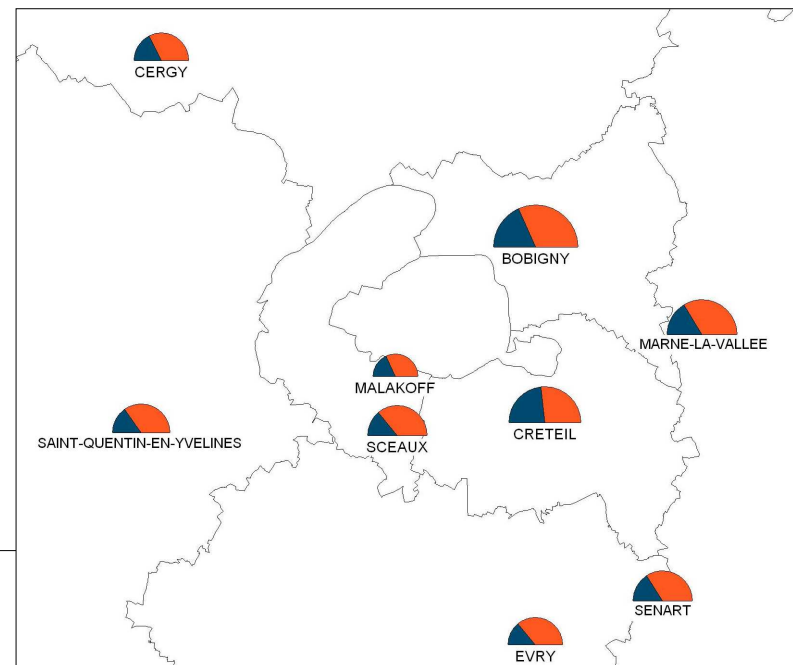 CERGY
BOBIGNY
MARNE-LA-VALLEE
MALAKOFF
SAINT-QUENTIN-EN-YVELINES
SCEAUX
CRETEIL
SENART
EVRY